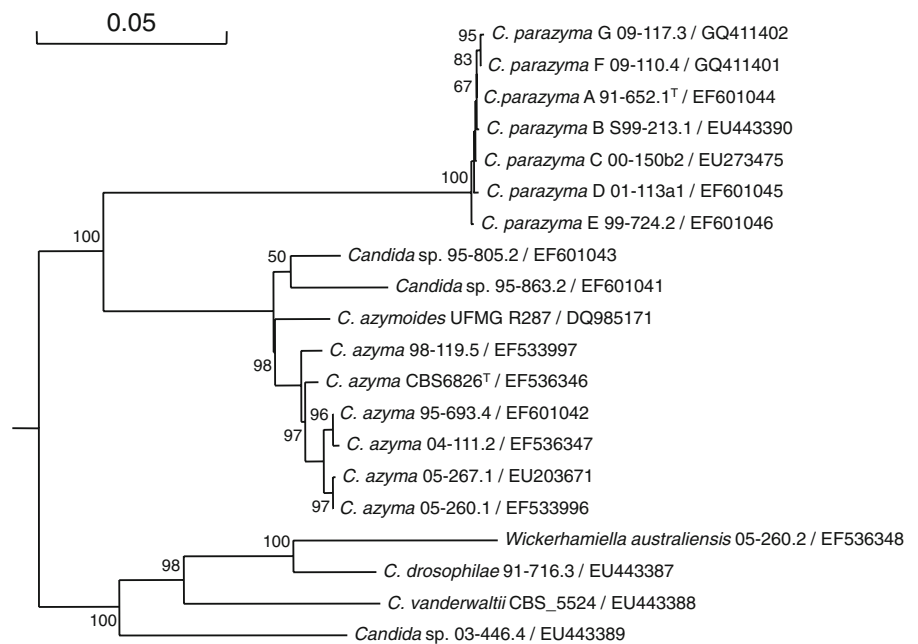 0.05
95
C. parazyma G 09-117.3 / GQ411402
83
C. parazyma F 09-110.4 / GQ411401
67
C.parazyma A 91-652.1ᵀ / EF601044
C. parazyma B S99-213.1 / EU443390
C. parazyma C 00-150b2 / EU273475
100
C. parazyma D 01-113a1 / EF601045
C. parazyma E 99-724.2 / EF601046
100
50
Candida sp. 95-805.2 / EF601043
Candida sp. 95-863.2 / EF601041
C. azymoides UFMG R287 / DQ985171
98
C. azyma 98-119.5 / EF533997
C. azyma CBS6826ᵀ / EF536346
96
C. azyma 95-693.4 / EF601042
97
C. azyma 04-111.2 / EF536347
C. azyma 05-267.1 / EU203671
97
C. azyma 05-260.1 / EF533996
100
Wickerhamiella australiensis 05-260.2 / EF536348
98
C. drosophilae 91-716.3 / EU443387
C. vanderwaltii CBS_5524 / EU443388
100
Candida sp. 03-446.4 / EU443389